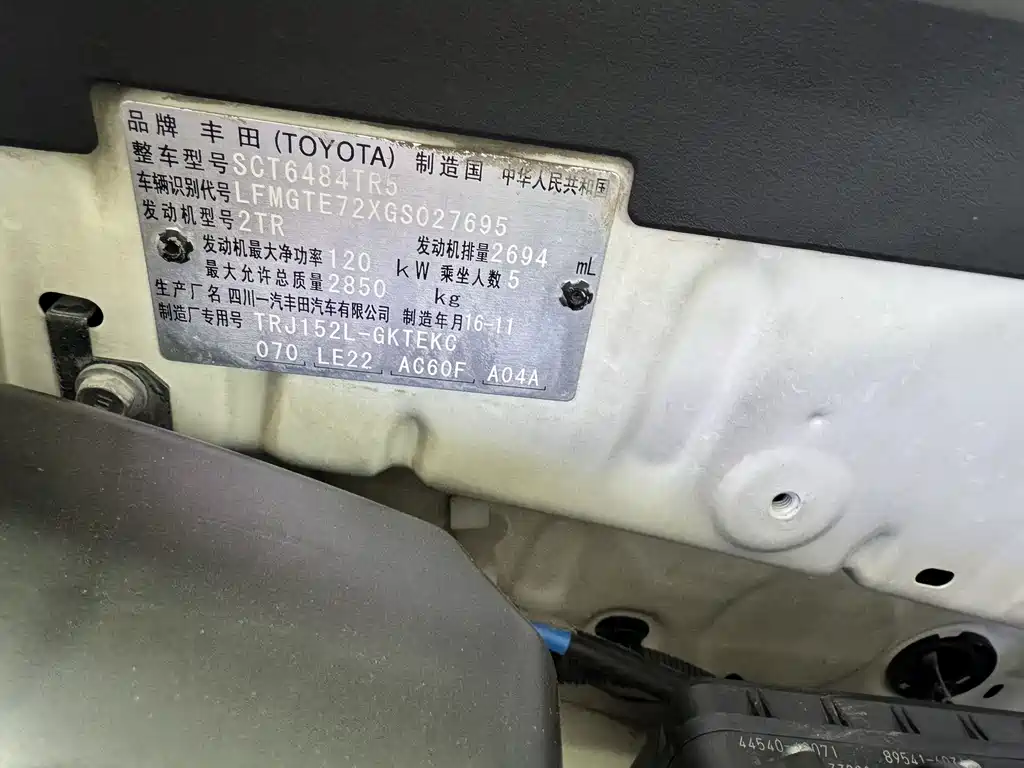 品牌 丰田(TOYOTA) 制造国 中华人民共和国
整车型号 SCT6484TR5
车辆识别代号 LFMGTE72XGS027695
发动机型号 2TR
发动机最大净功率 120 kW 发动机排量 2694 mL
最大允许总质量 2850 kg 乘坐人数 5
生产厂名 四川一汽丰田汽车有限公司 制造年月 16-11
制造厂专用号 TRJ152L-GKTEKC
070 LE22 AC60F A04A
44540- 071
89541-